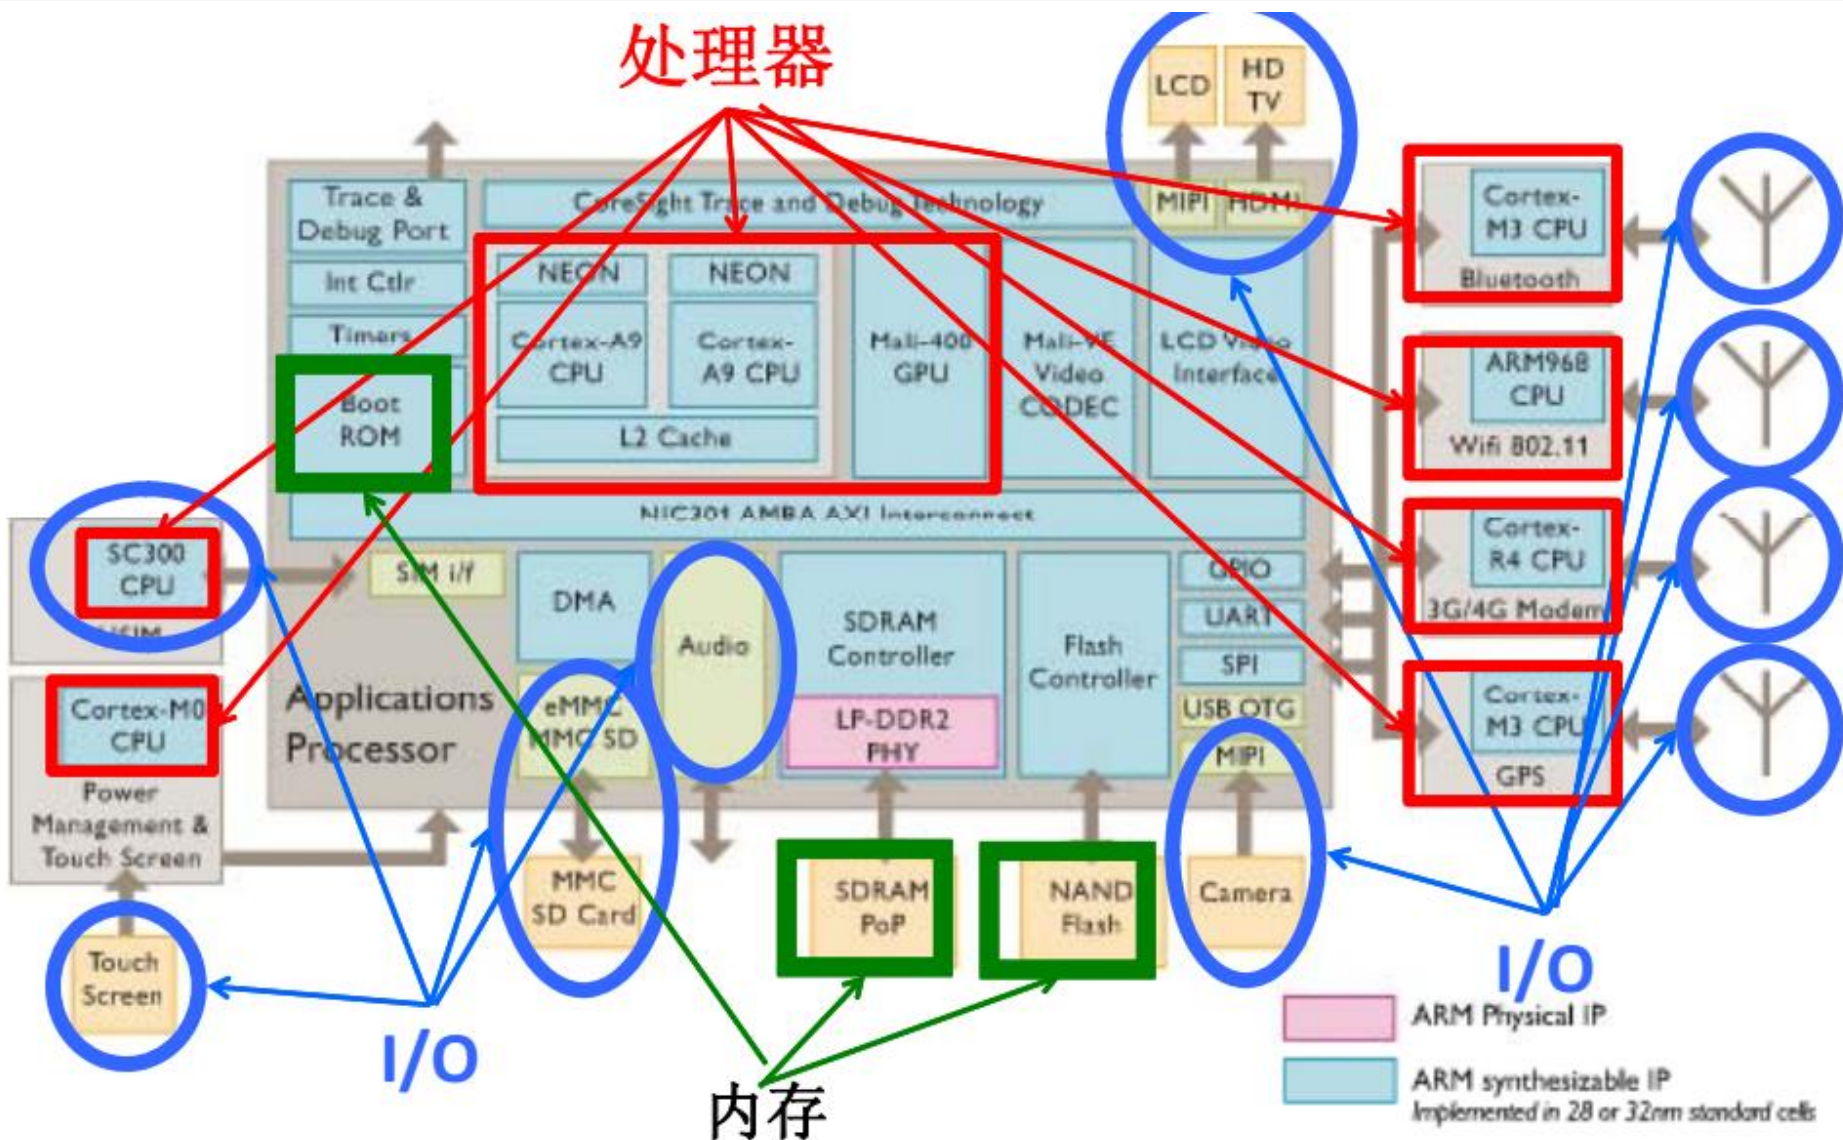 处理器
LCD
HD
TV
Trace &
Debug Port
CoreSight Trace and Debug Technology
MIPI
HDMI
Int Ctlr
Timers
Boot
ROM
NEON
NEON
Cortex-A9
CPU
Cortex-
A9 CPU
L2 Cache
Mali-400
GPU
Mali-VE
Video
CODEC
LCD Video
Interface
NIC301 AMBA AXI Interconnect
Cortex-
M3 CPU
Bluetooth
ARM968
CPU
Wifi 802.11
Cortex-
R4 CPU
3G/4G Modem
Cortex-
M3 CPU
GPS
SC300
CPU
SIM i/f
DMA
Audio
SDRAM
Controller
LP-DDR2
PHY
Flash
Controller
GPIO
UART
SPI
USB OTG
MIPI
Cortex-M0
CPU
Power
Management &
Touch Screen
Applications
Processor
eMMC
MMC SD
MMC
SD Card
SDRAM
PoP
NAND
Flash
Camera
Touch
Screen
I/O
I/O
内存
ARM Physical IP
ARM synthesizable IP
Implemented in 28 or 32nm standard cells